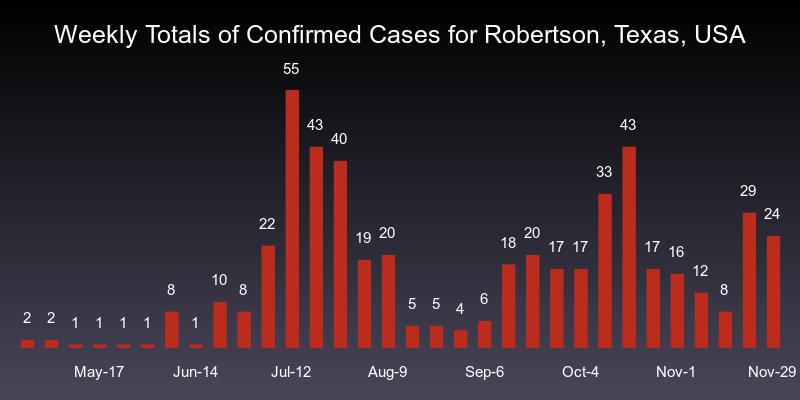 Weekly Totals of Confirmed Cases for Robertson, Texas, USA
2 2 1 1 1 1 8 1 10 8 22 55 43 40 19 20 5 5 4 6 18 20 17 17 33 43 17 16 12 8 29 24
May-17 Jun-14 Jul-12 Aug-9 Sep-6 Oct-4 Nov-1 Nov-29